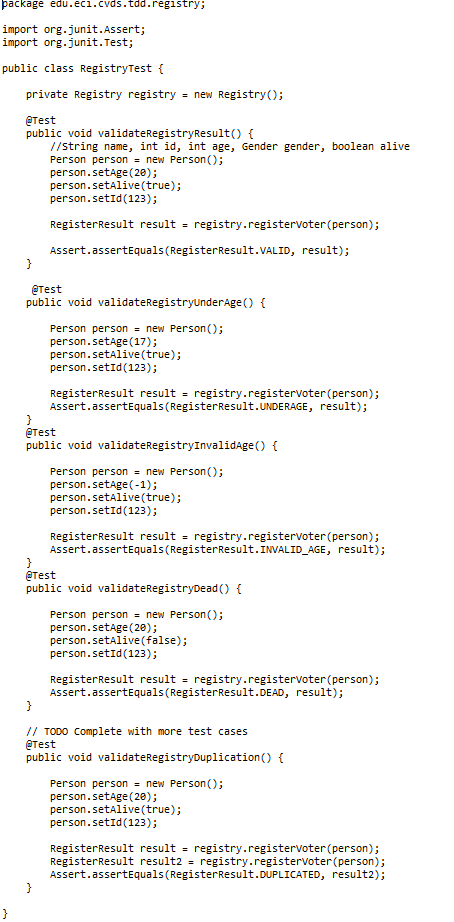 package edu.eci.cvds.tdd.registry;
import org.junit.Assert;
import org.junit.Test;
public class RegistryTest {
private Registry registry = new Registry();
@Test
public void validateRegistryResult() {
//String name, int id, int age, Gender gender, boolean alive
Person person = new Person();
person.setAge(20);
person.setAlive(true);
person.setId(123);
RegisterResult result = registry.registerVoter(person);
Assert.assertEquals(RegisterResult.VALID, result);
}
@Test
public void validateRegistryUnderAge() {
Person person = new Person();
person.setAge(17);
person.setAlive(true);
person.setId(123);
RegisterResult result = registry.registerVoter(person);
Assert.assertEquals(RegisterResult.UNDERAGE, result);
}
@Test
public void validateRegistryInvalidAge() {
Person person = new Person();
person.setAge(-1);
person.setAlive(true);
person.setId(123);
RegisterResult result = registry.registerVoter(person);
Assert.assertEquals(RegisterResult.INVALID_AGE, result);
}
@Test
public void validateRegistryDead() {
Person person = new Person();
person.setAge(20);
person.setAlive(false);
person.setId(123);
RegisterResult result = registry.registerVoter(person);
Assert.assertEquals(RegisterResult.DEAD, result);
}
// TODO Complete with more test cases
@Test
public void validateRegistryDuplication() {
Person person = new Person();
person.setAge(20);
person.setAlive(true);
person.setId(123);
RegisterResult result = registry.registerVoter(person);
RegisterResult result2 = registry.registerVoter(person);
Assert.assertEquals(RegisterResult.DUPLICATED, result2);
}
}